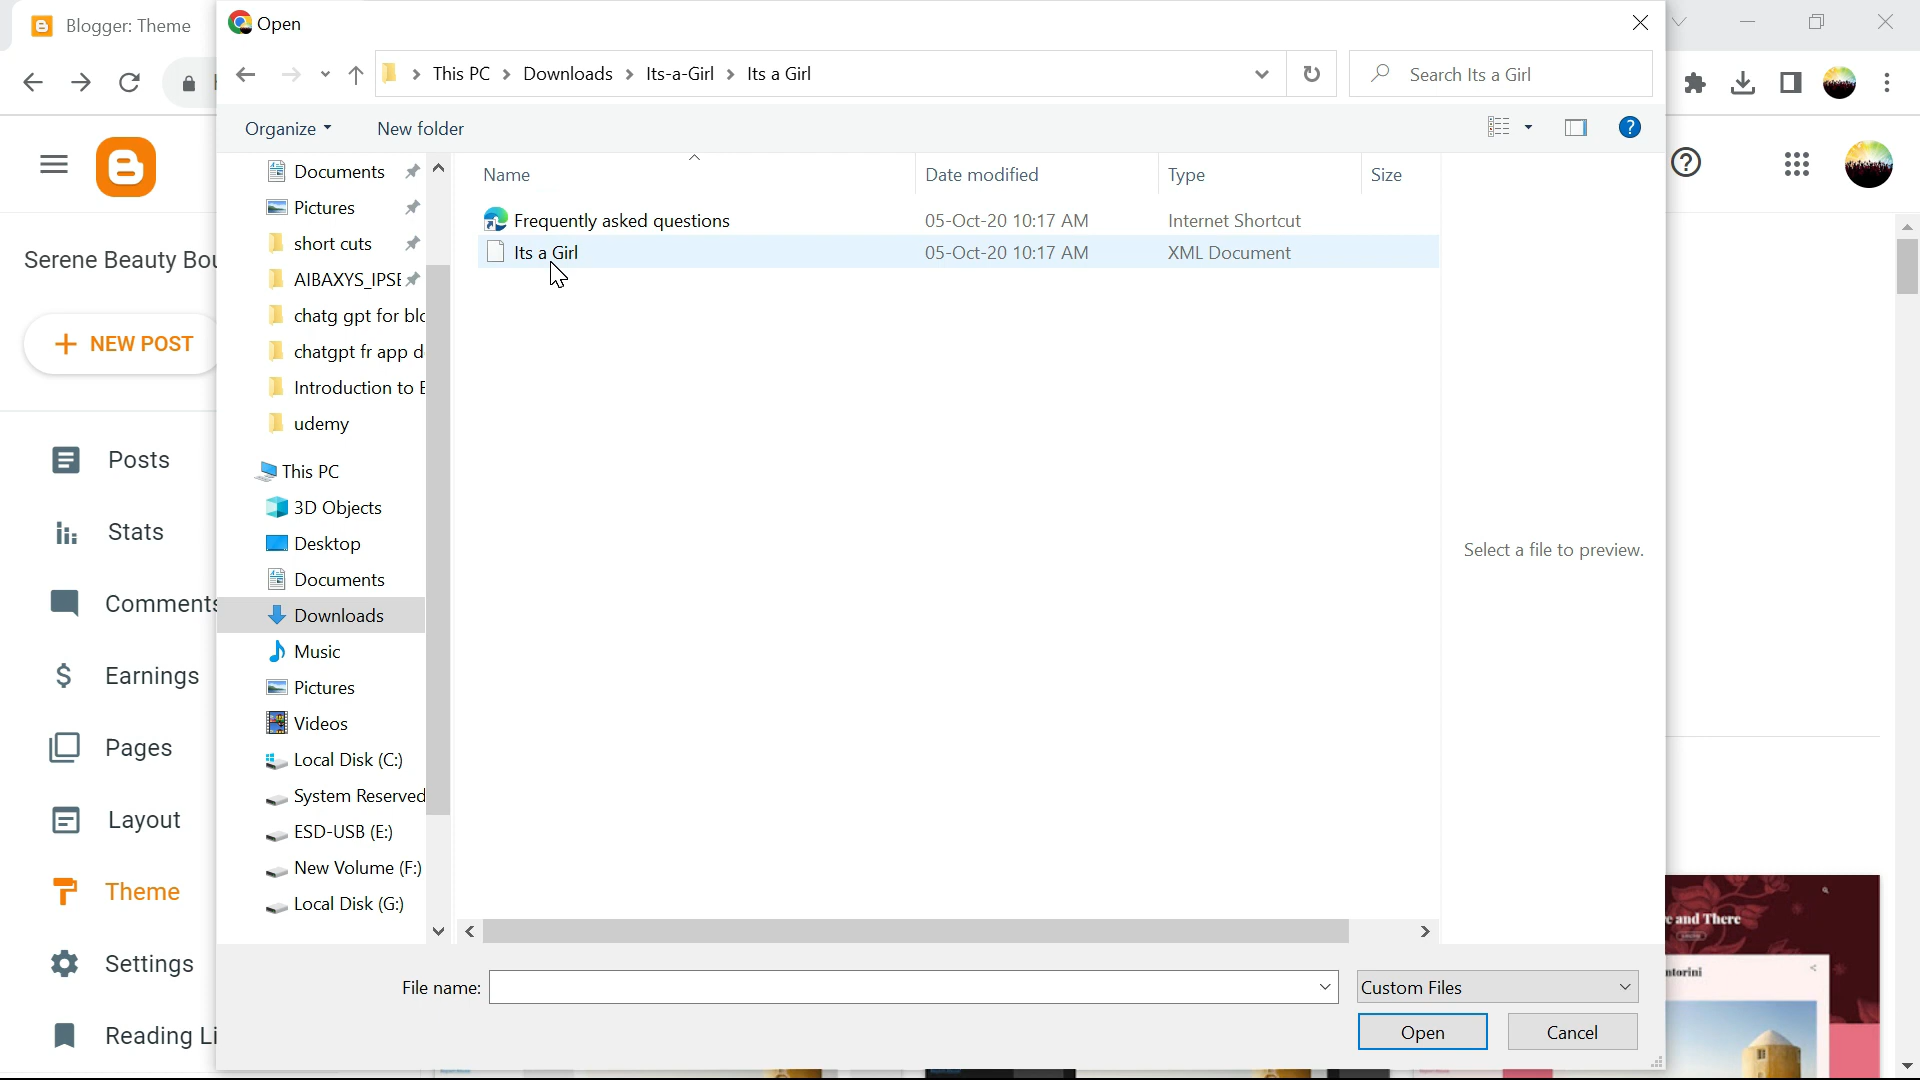 Blogger: Theme
Open
This PC > Downloads > Its-a-Girl > Its a Girl
Search Its a Girl
Organize
New folder
Name
Date modified
Type
Size
Frequently asked questions
05-Oct-20 10:17 AM
Internet Shortcut
Its a Girl
05-Oct-20 10:17 AM
XML Document
Documents
Pictures
short cuts
AIBAXYS_IPSE
chatg gpt for blo
chatgpt fr app d
Introduction to E
udemy
This PC
3D Objects
Desktop
Documents
Downloads
Music
Pictures
Videos
Local Disk (C:)
System Reserved
ESD-USB (E:)
New Volume (F:)
Local Disk (G:)
Select a file to preview.
File name:
Custom Files
Open
Cancel
Serene Beauty Bou
+ NEW POST
Posts
Stats
Comments
Earnings
Pages
Layout
Theme
Settings
Reading Li
e and There
ntorini